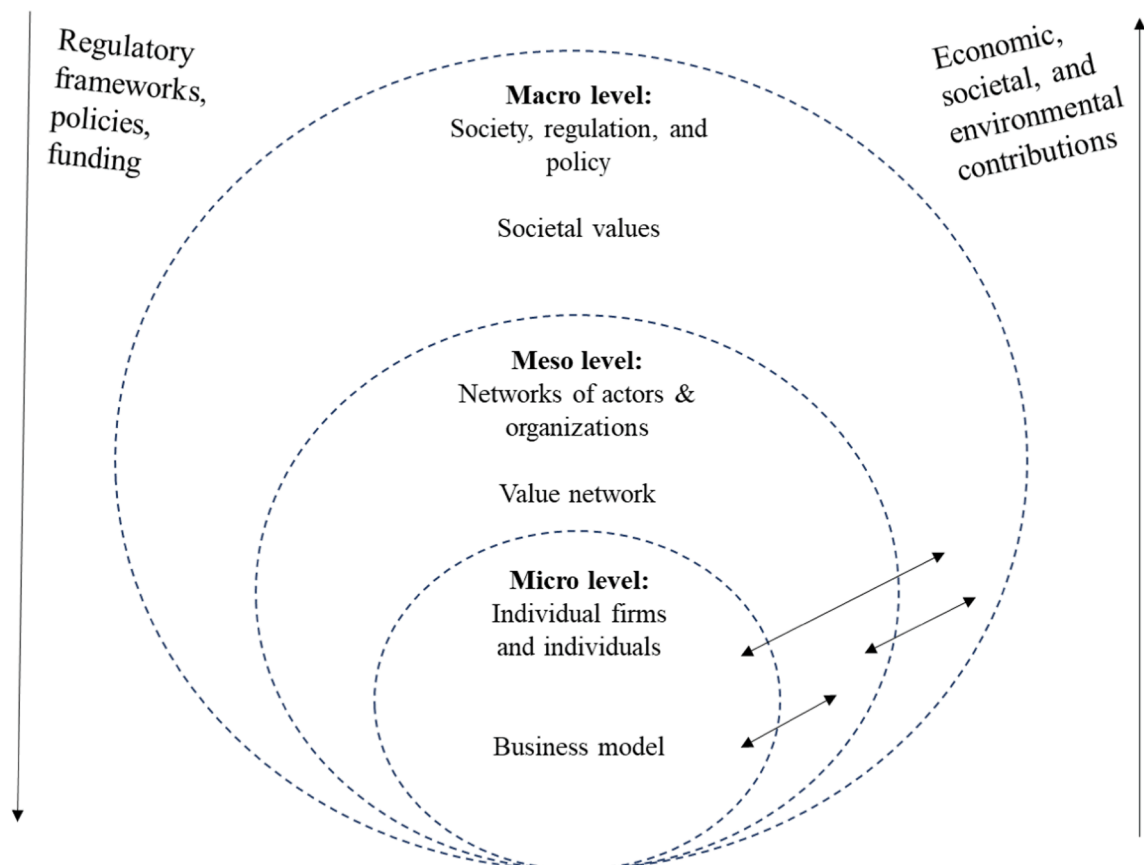 Regulatory
frameworks,
policies,
funding
Economic,
societal, and
environmental
contributions
Macro level:
Society, regulation, and
policy
Societal values
Meso level:
Networks of actors &
organizations
Value network
Micro level:
Individual firms
and individuals
Business model